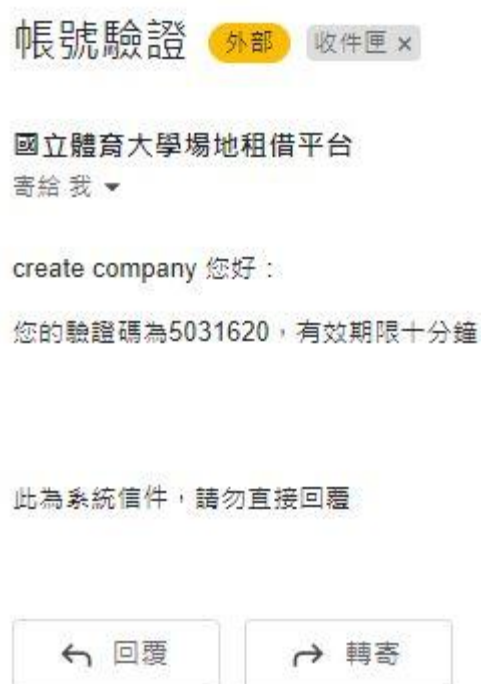 帳號驗證 外部 收件匣 ×
國立體育大學場地租借平台
寄給 我
create company 您好：
您的驗證碼為5031620，有效期限十分鐘
此為系統信件，請勿直接回覆
回覆 轉寄